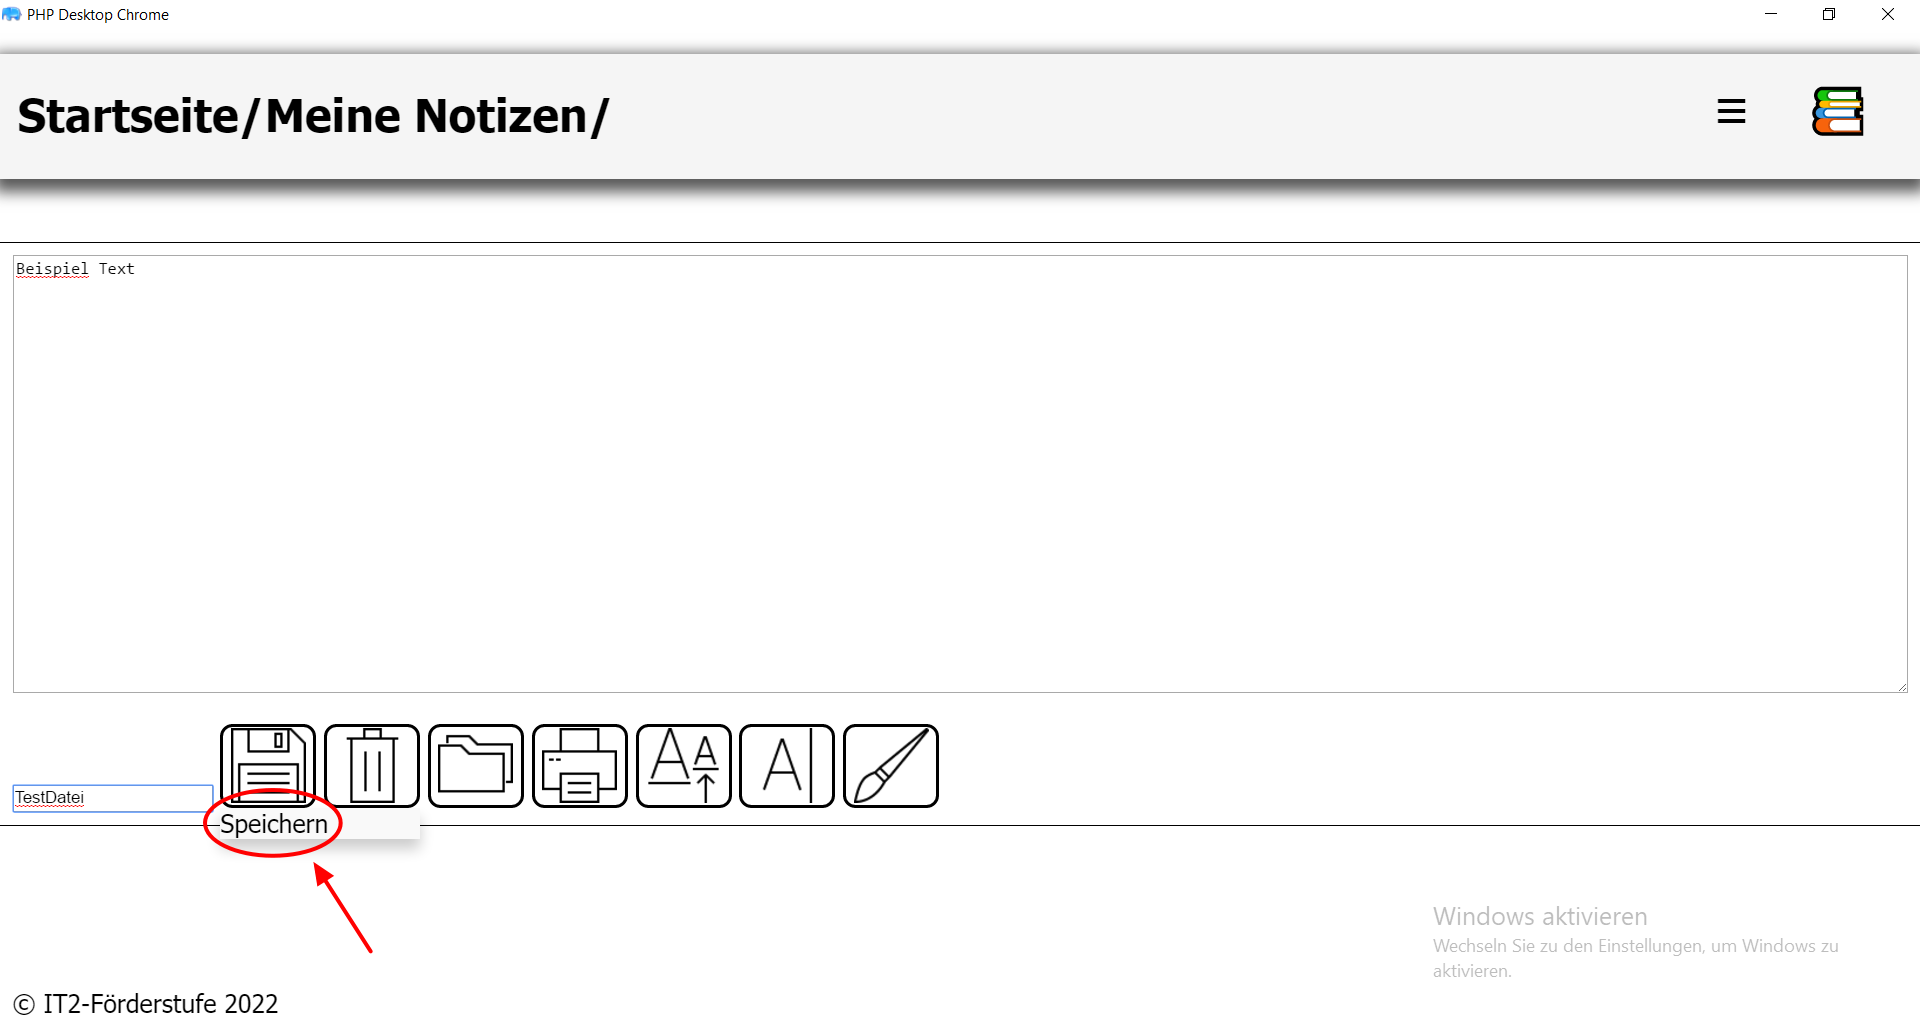 PHP Desktop Chrome
Startseite/Meine Notizen/
Beispiel Text
TestDatei
Speichern
Windows aktivieren
Wechseln Sie zu den Einstellungen, um Windows zu
aktivieren.
© IT2-Förderstufe 2022